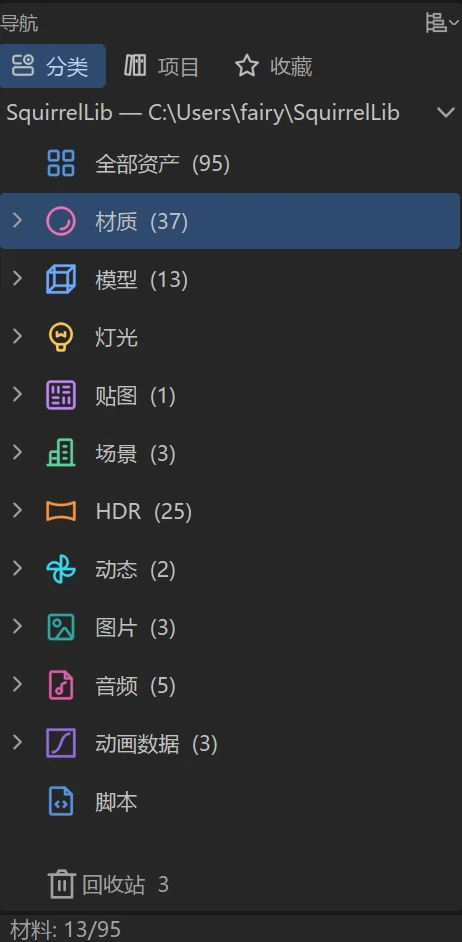 导航
分类 项目 收藏
SquirrelLib — C:\Users\fairy\SquirrelLib
全部资产 (95)
材质 (37)
模型 (13)
灯光
贴图 (1)
场景 (3)
HDR (25)
动态 (2)
图片 (3)
音频 (5)
动画数据 (3)
脚本
回收站 3
材料: 13/95